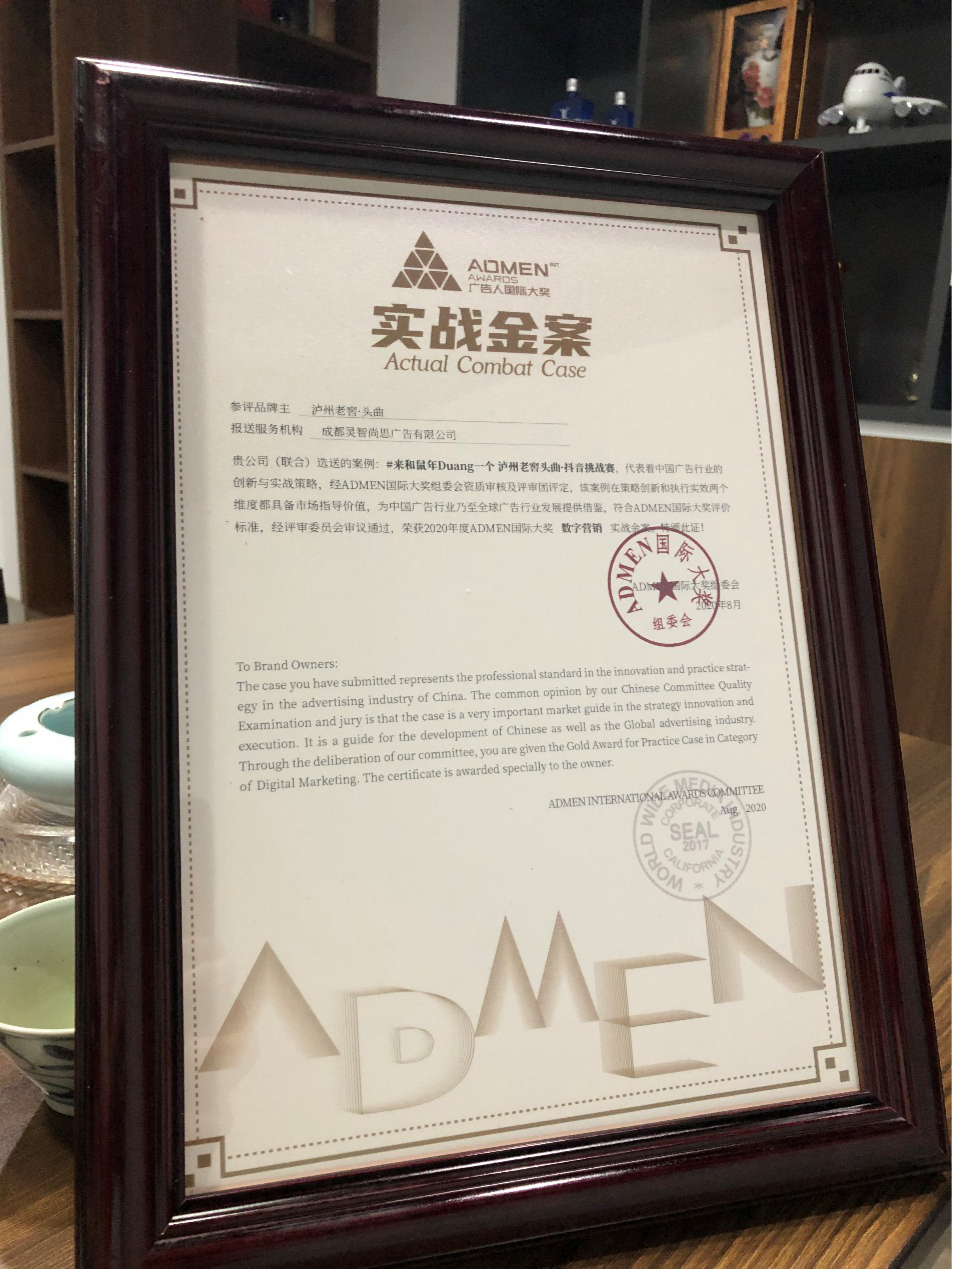 ADMEN INT
AWARDS
广告人国际大奖
实战金案
Actual Combat Case
参评品牌主 泸州老窖·头曲
报送服务机构 成都灵智尚思广告有限公司
贵公司（联合）选送的案例：#来和鼠年Duang一个 泸州老窖头曲·抖音挑战赛，代表着中国广告行业的
创新与实战策略，经ADMEN国际大奖组委会资质审核及评审团评定，该案例在策略创新和执行实效两个
维度都具备市场指导价值，为中国广告行业乃至全球广告行业发展提供借鉴，符合ADMEN国际大奖评价
标准，经评审委员会审议通过，荣获2020年度ADMEN国际大奖 数字营销 实战金案。特颁此证！
ADMEN国际大奖组委会
2020年8月
ADMEN国际大奖
组委会
To Brand Owners:
The case you have submitted represents the professional standard in the innovation and practice strat-
egy in the advertising industry of China. The common opinion by our Chinese Committee Quality
Examination and jury is that the case is a very important market guide in the strategy innovation and
execution. It is a guide for the development of Chinese as well as the Global advertising industry.
Through the deliberation of our committee, you are given the Gold Award for Practice Case in Category
of Digital Marketing. The certificate is awarded specially to the owner.
ADMEN INTERNATIONAL AWARDS COMMITTEE
Aug. 2020
WORLD WIDE MEDIA INDUSTRY
CORPORATE
SEAL
2017
CALIFORNIA
ADMEN